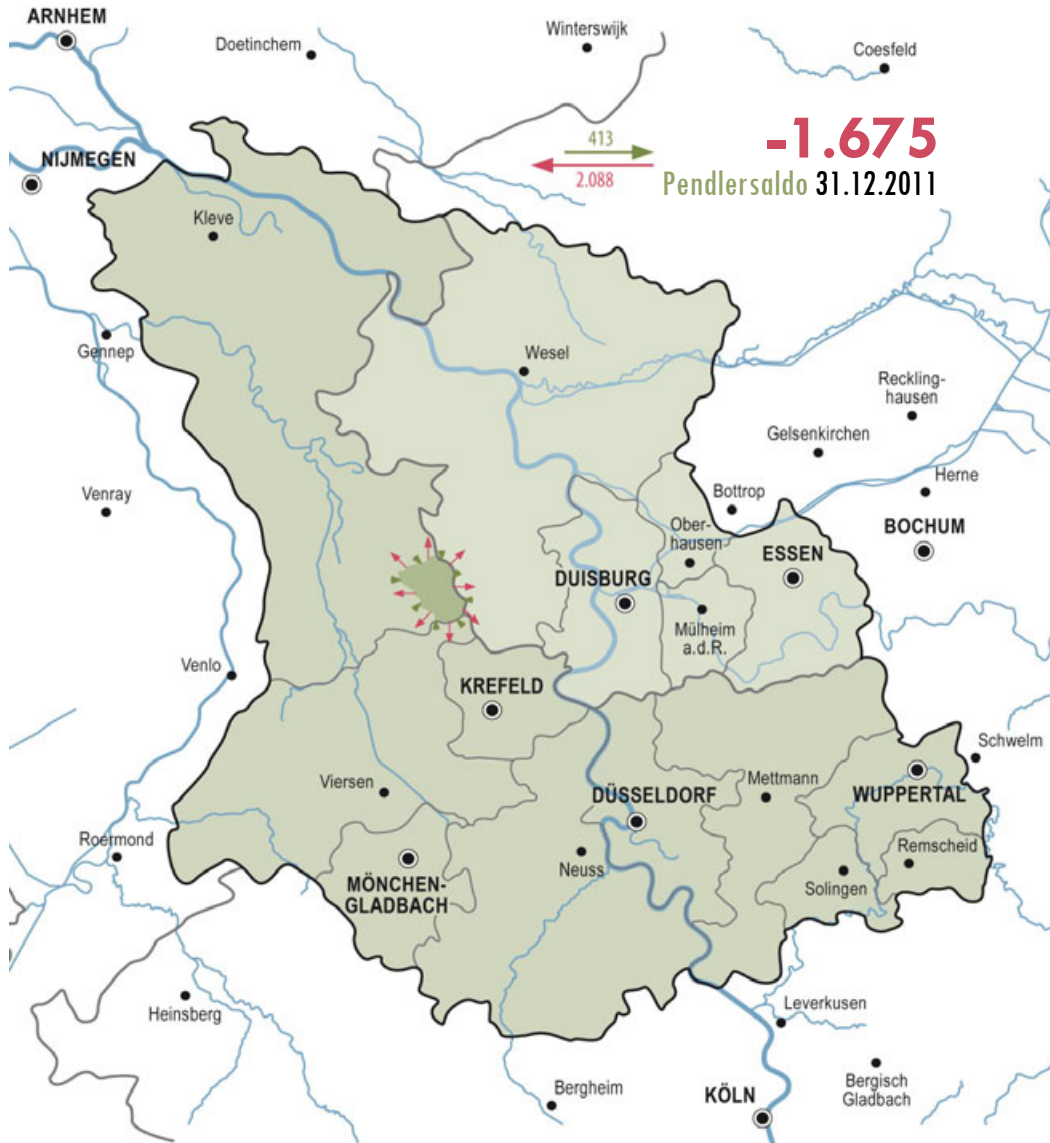 ARNHEM
Winterswijk
Doetinchem
Coesfeld
413
-1.675
2.088
Pendlersaldo 31.12.2011
NIJMEGEN
Kleve
Gennep
Wesel
Reckling-
hausen
Gelsenkirchen
Herne
Venray
Bottrop
Ober-
hausen
BOCHUM
ESSEN
DUISBURG
Mülheim
a.d.R.
Venlo
KREFELD
Schwelm
Viersen
Mettmann
DÜSSELDORF
WUPPERTAL
Roermond
Remscheid
Neuss
Solingen
MÖNCHEN-
GLADBACH
Heinsberg
Leverkusen
Bergheim
KÖLN
Bergisch
Gladbach